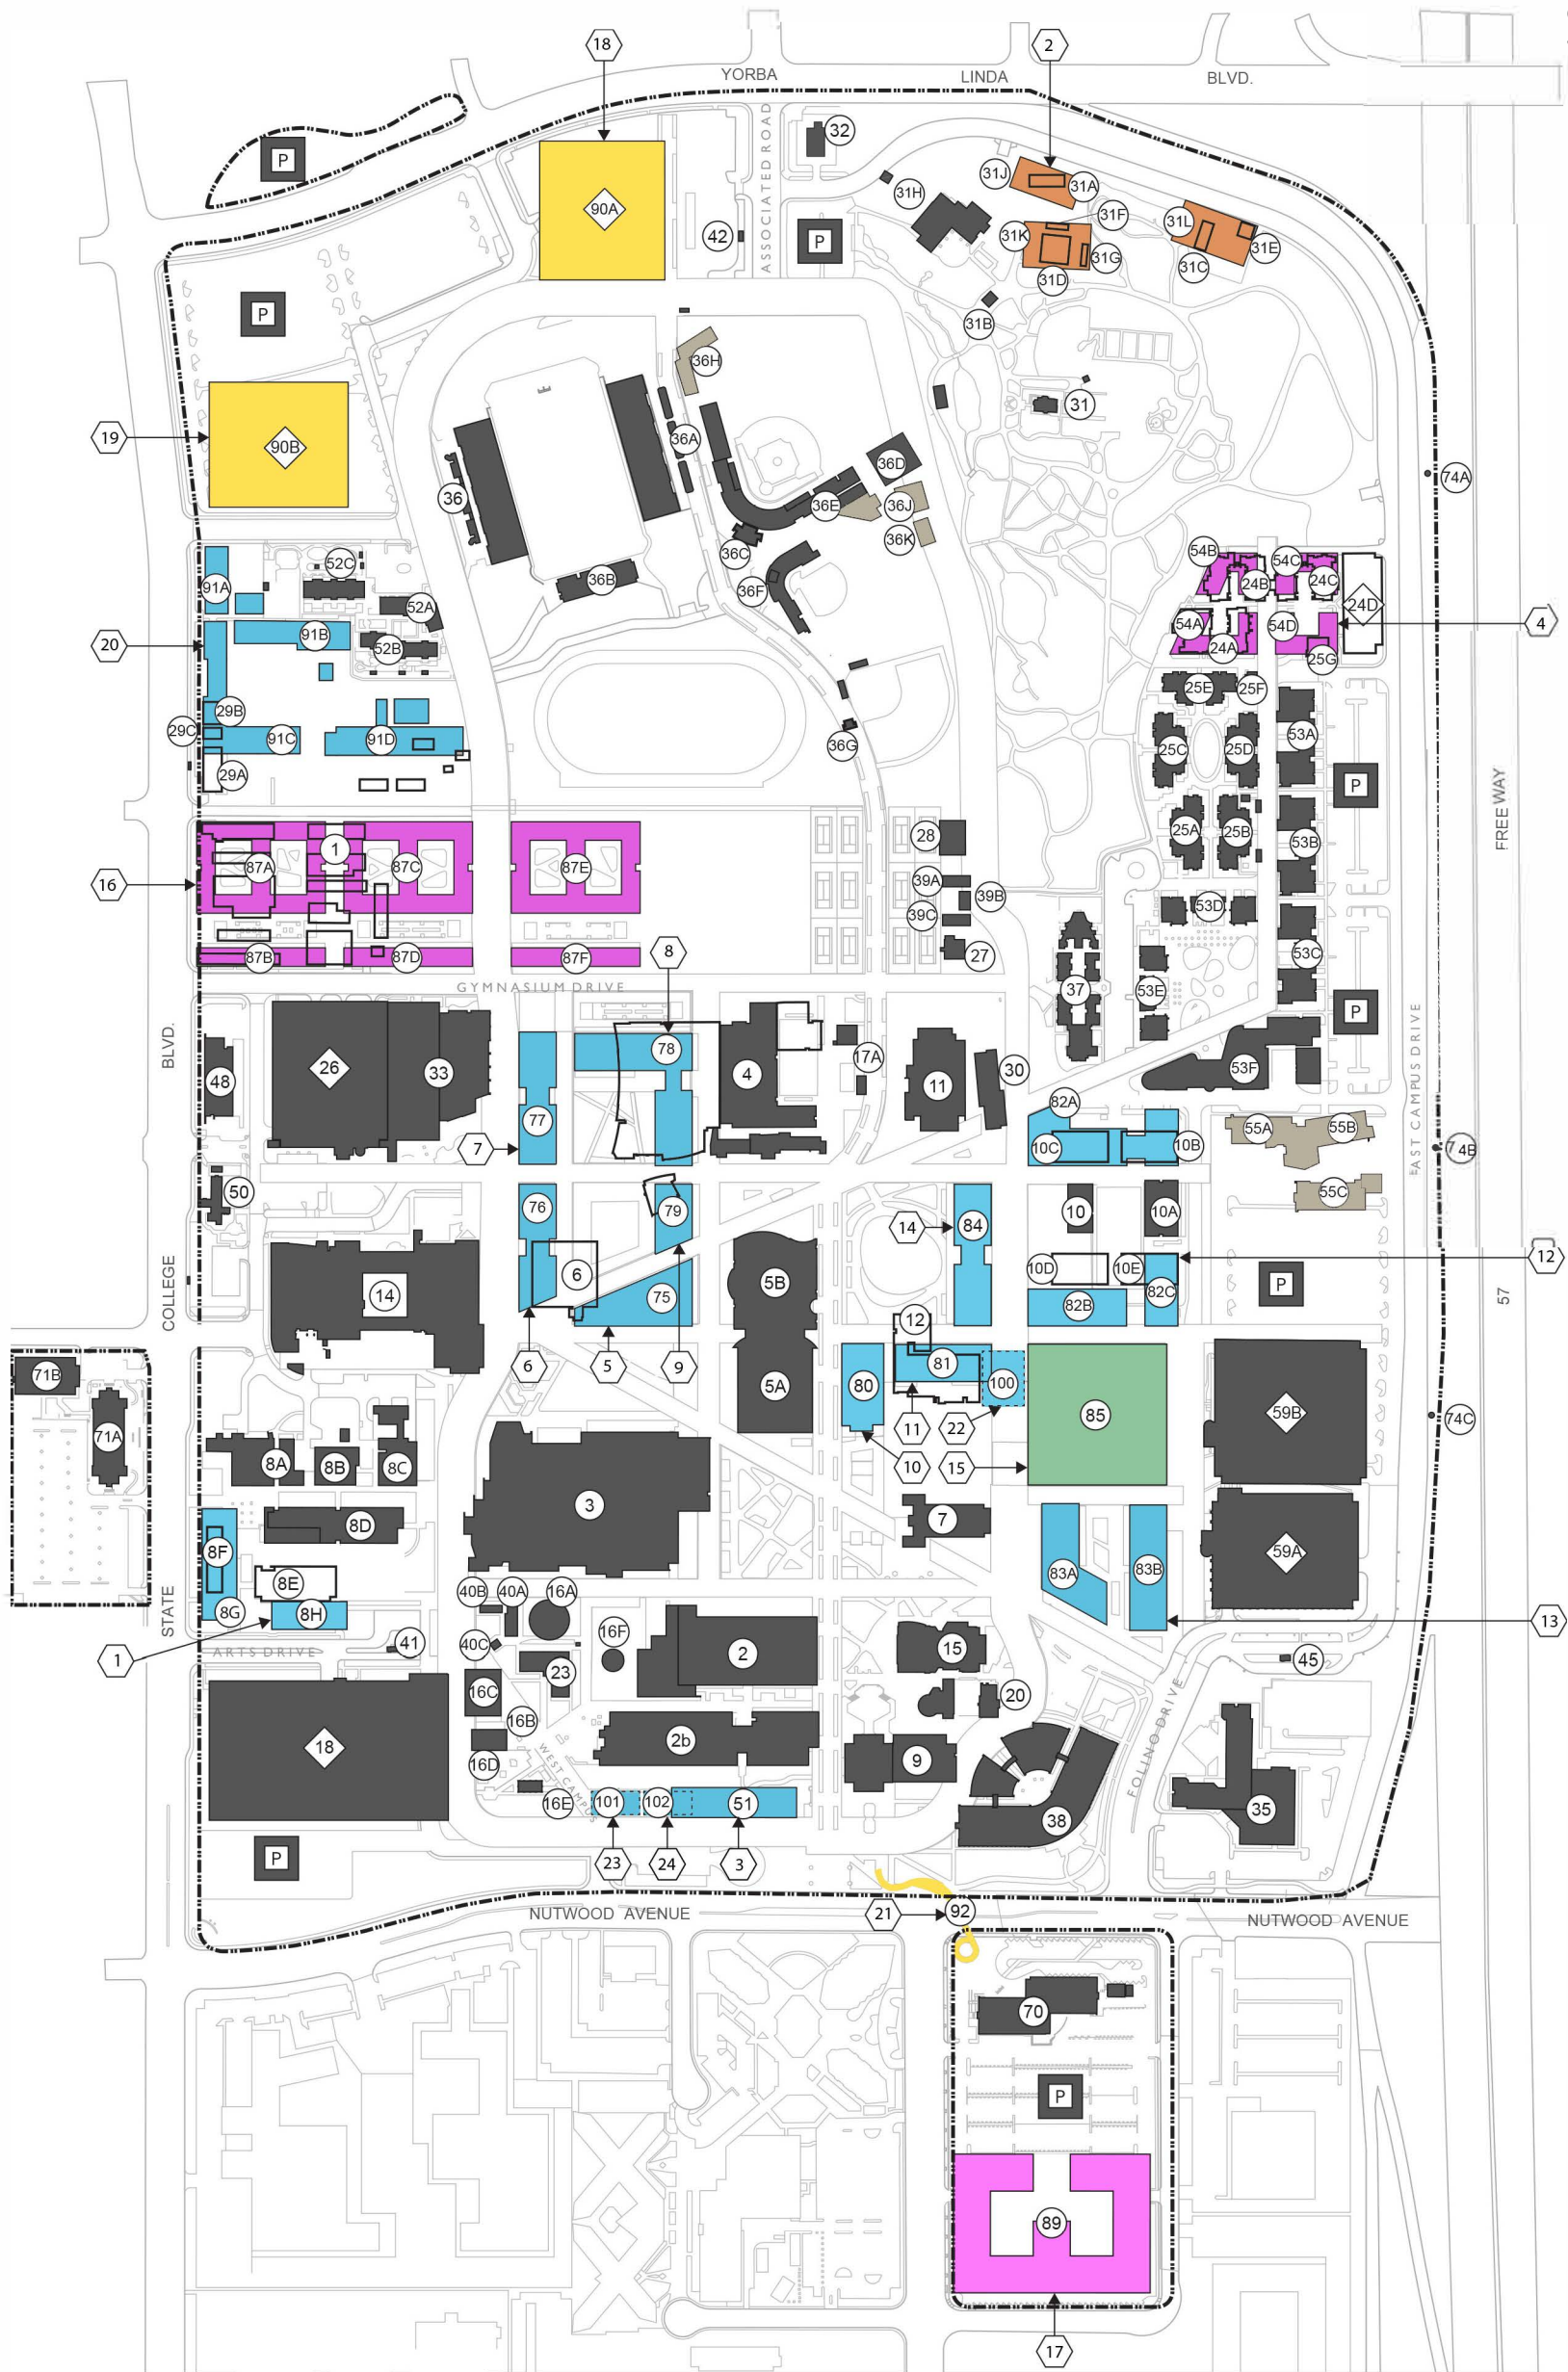 18
2
YORBA LINDA BLVD.
ASSOCIATED ROAD
32
P
31J
31A
31H
90A
31F
31L
42
P
31K
31G
31E
31D
31C
P
31B
36H
31
19
90B
36A
36D
36
36E
36J
74A
36K
36C
54B
54C
52C
36B
24B
24C
91A
36F
52A
24D
54A
54D
4
20
91B
52B
24A
25G
25E
25F
29B
29C
91C
91D
36G
25C
25D
53A
29A
P
FREEWAY
25A
25B
28
53B
1
87A
87C
87E
39A
16
39B
39C
53D
8
27
53C
87B
87D
87F
GYMNASIUM DRIVE
37
53E
P
EAST CAMPUS DRIVE
BLVD.
78
17A
26
33
4
11
30
53F
48
82A
77
55A
55B
7
10C
10B
74B
50
55C
76
79
14
84
10
10A
12
6
5B
10D
10E
P
14
COLLEGE
75
82B
82C
57
12
6
5
9
81
71B
5A
80
100
85
59B
74C
71A
11
22
8A
8B
8C
10
15
3
7
8D
8F
59A
83A
83B
8E
40B
40A
16A
8G
8H
STATE
13
16F
1
41
40C
ARTS DRIVE
2
15
45
23
16C
20
16B
18
2b
9
16D
WEST CAMPUS
FOLINO DRIVE
16E
101
102
51
35
38
P
23
24
3
21
92
NUTWOOD AVENUE
NUTWOOD AVENUE
70
P
89
17